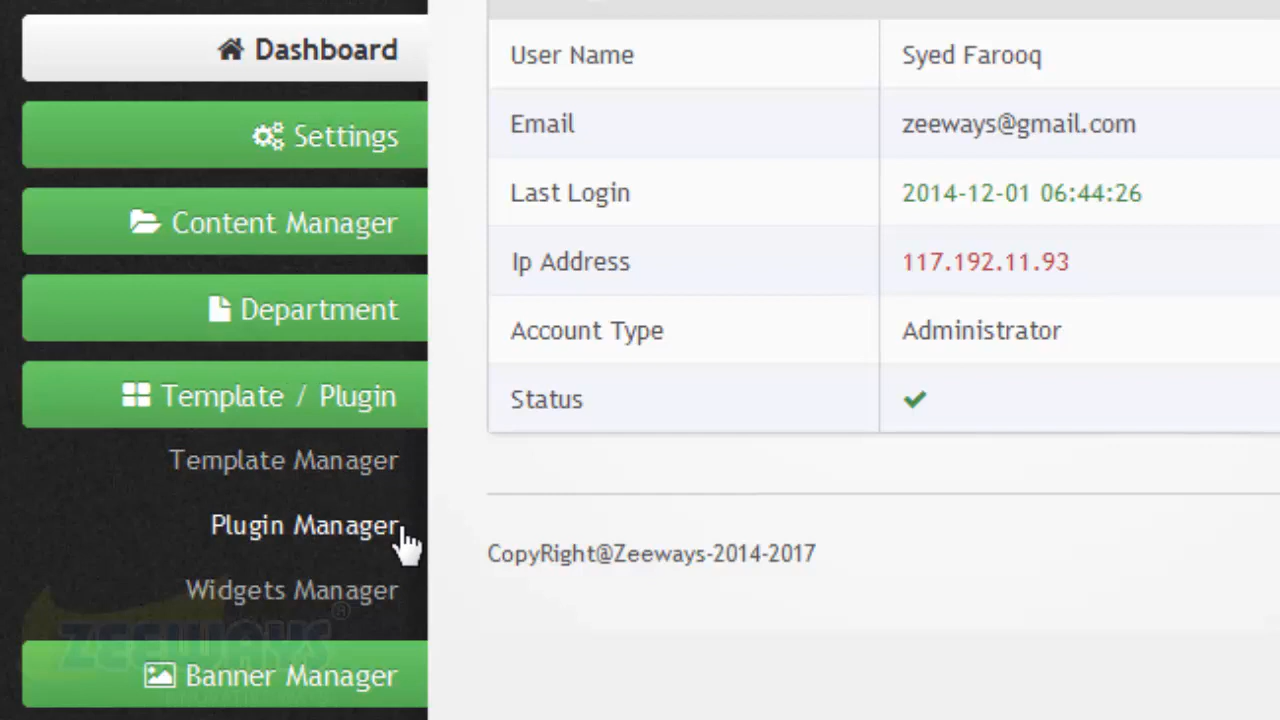 Dashboard
Settings
Content Manager
Department
Template / Plugin
Template Manager
Plugin Manager
Widgets Manager
ZEEWAYS®
Banner Manager
User Name Syed Farooq
Email zeeways@gmail.com
Last Login 2014-12-01 06:44:26
Ip Address 117.192.11.93
Account Type Administrator
Status
CopyRight@Zeeways-2014-2017